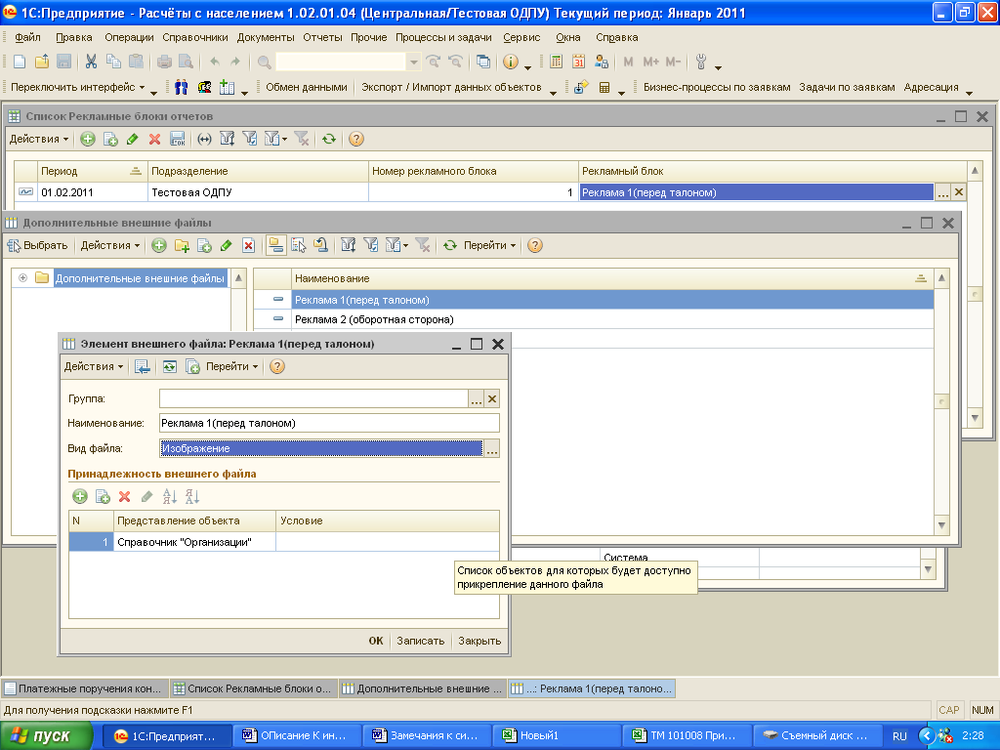 1С:Предприятие - Расчёты с населением 1.02.01.04 (Центральная/Тестовая ОДПУ) Текущий период: Январь 2011
Файл Правка Операции Справочники Документы Отчеты Прочие Процессы и задачи Сервис Окна Справка
M M+ M-
Переключить интерфейс Обмен данными Экспорт / Импорт данных объектов Бизнес-процессы по заявкам Задачи по заявкам Адресация
Список Рекламные блоки отчетов
Действия
Период Подразделение Номер рекламного блока Рекламный блок
01.02.2011 Тестовая ОДПУ 1 Реклама 1(перед талоном) ...
Дополнительные внешние файлы
Выбрать Действия Перейти
Дополнительные внешние файлы Наименование
Реклама 1(перед талоном)
Реклама 2 (оборотная сторона)
Элемент внешнего файла: Реклама 1(перед талоном)
Действия Перейти
Группа: ...
Наименование: Реклама 1(перед талоном)
Вид файла: Изображение ...
Принадлежность внешнего файла
N Представление объекта Условие
1 Справочник "Организации"
Система
Список объектов для которых будет доступно
прикрепление данного файла
OK Записать Закрыть
Платежные поручения кон... Список Рекламные блоки о... Дополнительные внешние ... ...: Реклама 1(перед талоно...
Для получения подсказки нажмите F1 CAP NUM
пуск 1С:Предприят... ОПисание К ин... Замечания к си... Новый1 ТМ 101008 При... Съемный диск ... RU 2:28